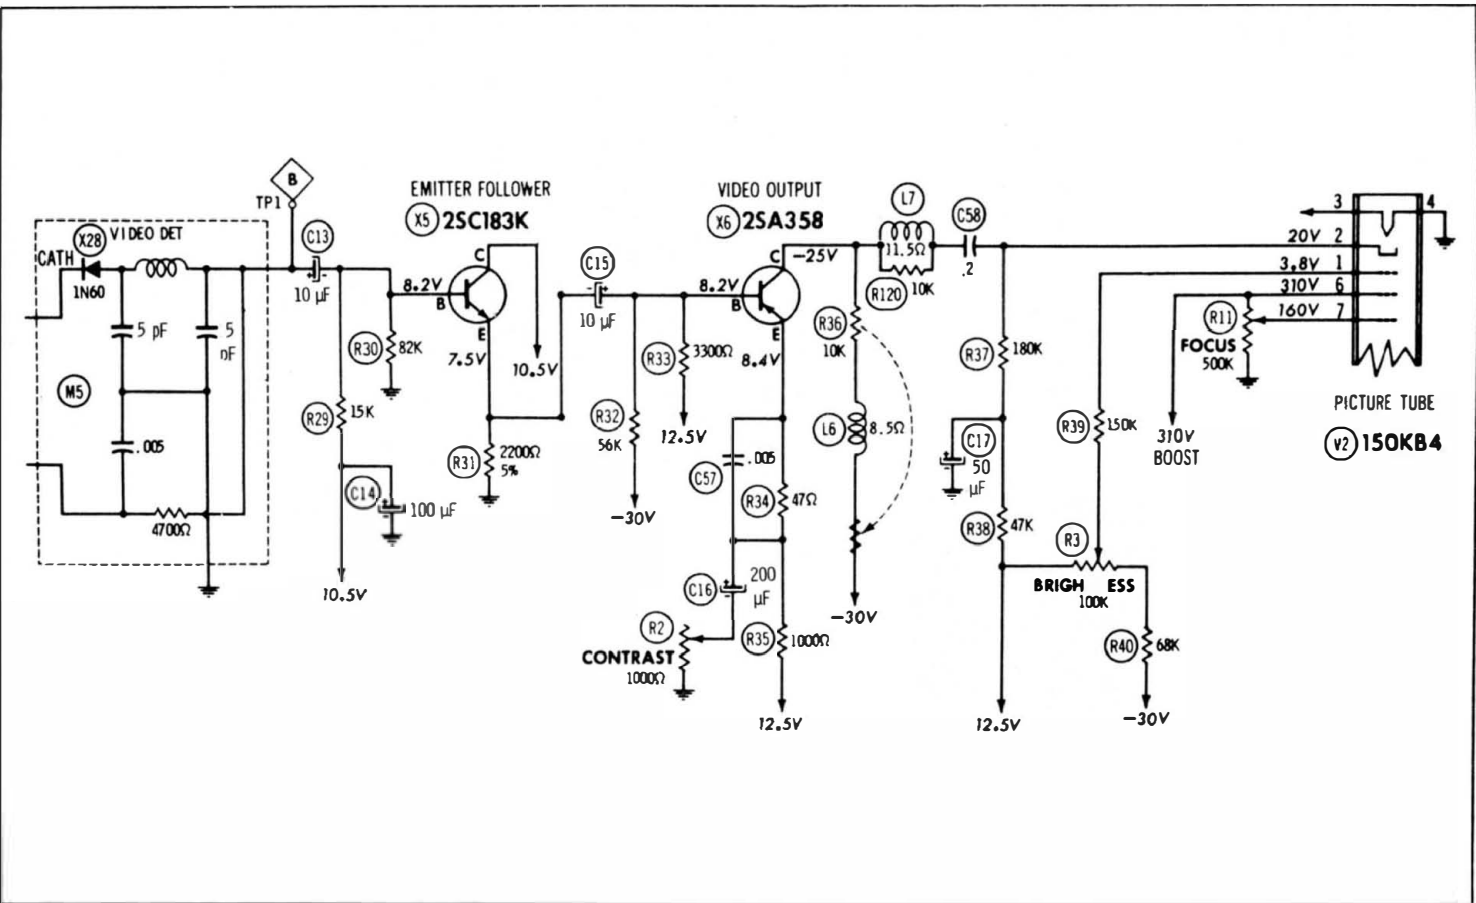 B
TP1
EMITTER FOLLOWER
X5 2SC183K
VIDEO OUTPUT
X6 2SA358
L7
11.5Ω
C58
.2
R120
10K
3
4
20V 2
3.8V 1
310V 6
160V 7
X28 VIDEO DET
CATH
1N60
C13
10 µF
5 pF
5
pF
M5
.005
4700Ω
R30
82K
R29
15K
C14
100 µF
10.5V
8.2V
B
C
E
7.5V
10.5V
R31
2200Ω
5%
C15
10 µF
R32
56K
-30V
R33
3300Ω
12.5V
8.2V
B
C
-25V
E
8.4V
C57
.005
R34
47Ω
C16
200
µF
R2
CONTRAST
1000Ω
R35
1000Ω
12.5V
R36
10K
L6
8.5Ω
-30V
R37
180K
C17
50
µF
R38
47K
12.5V
R39
150K
R3
BRIGH ESS
100K
R40
68K
-30V
310V
BOOST
R11
FOCUS
500K
PICTURE TUBE
V2 150KB4